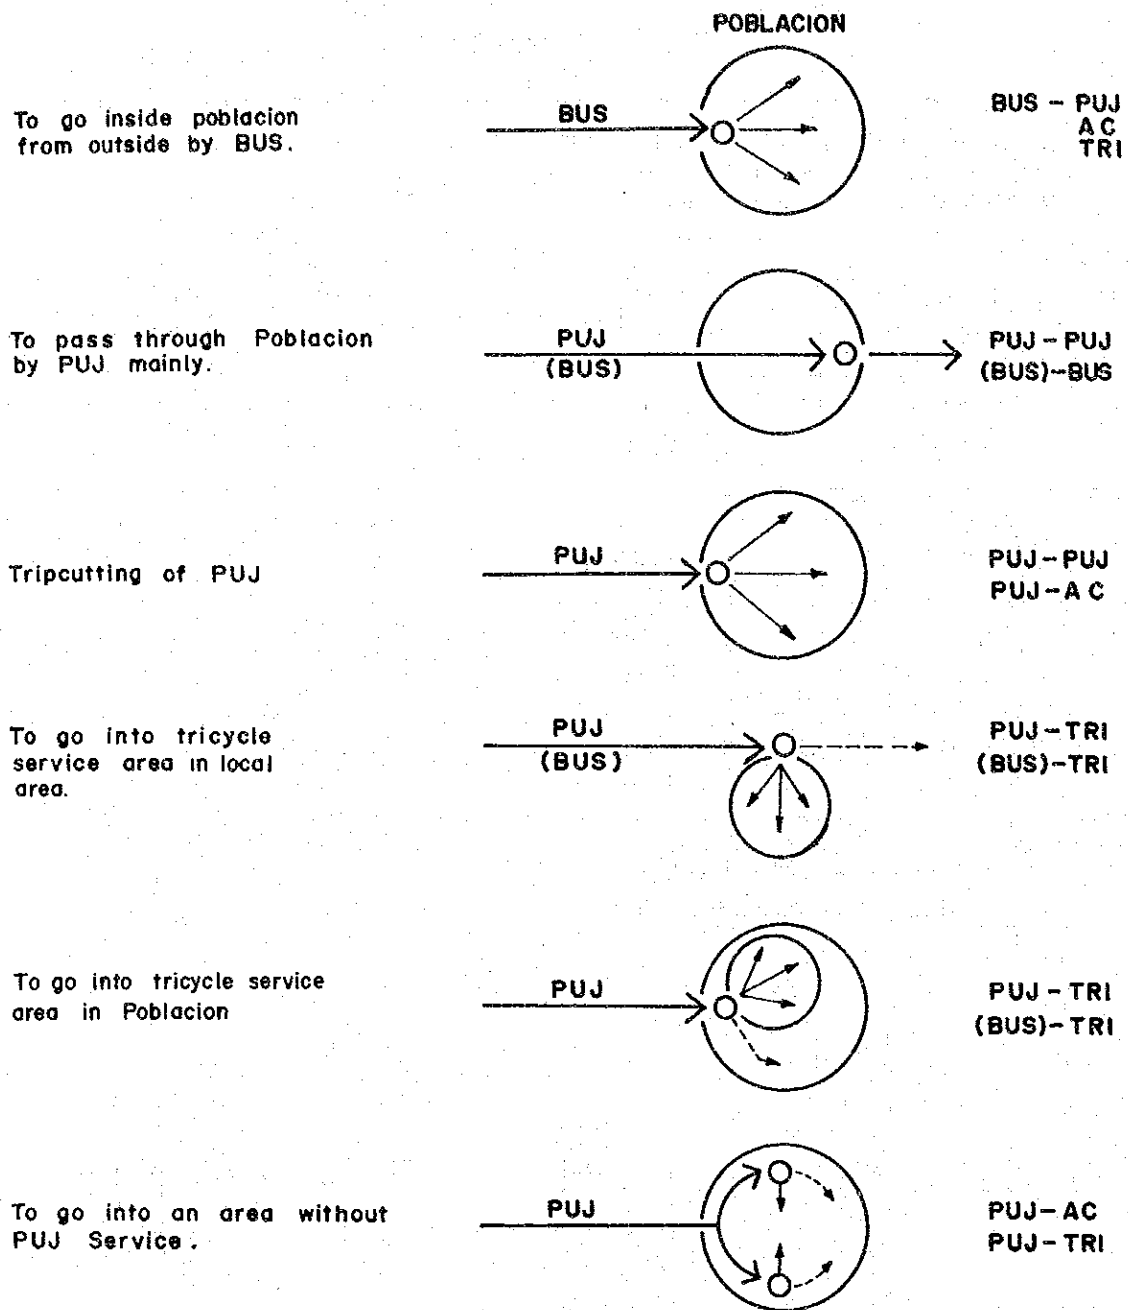 POBLACION
To go inside poblacion
from outside by BUS.
BUS
BUS - PUJ
AC
TRI
To pass through Poblacion
by PUJ mainly.
PUJ
(BUS)
PUJ - PUJ
(BUS)-BUS
Tripcutting of PUJ
PUJ
PUJ - PUJ
PUJ-AC
To go into tricycle
service area in local
area.
PUJ
(BUS)
PUJ-TRI
(BUS)-TRI
To go into tricycle service
area in Poblacion
PUJ
PUJ - TRI
(BUS)-TRI
To go into an area without
PUJ Service.
PUJ
PUJ-AC
PUJ-TRI